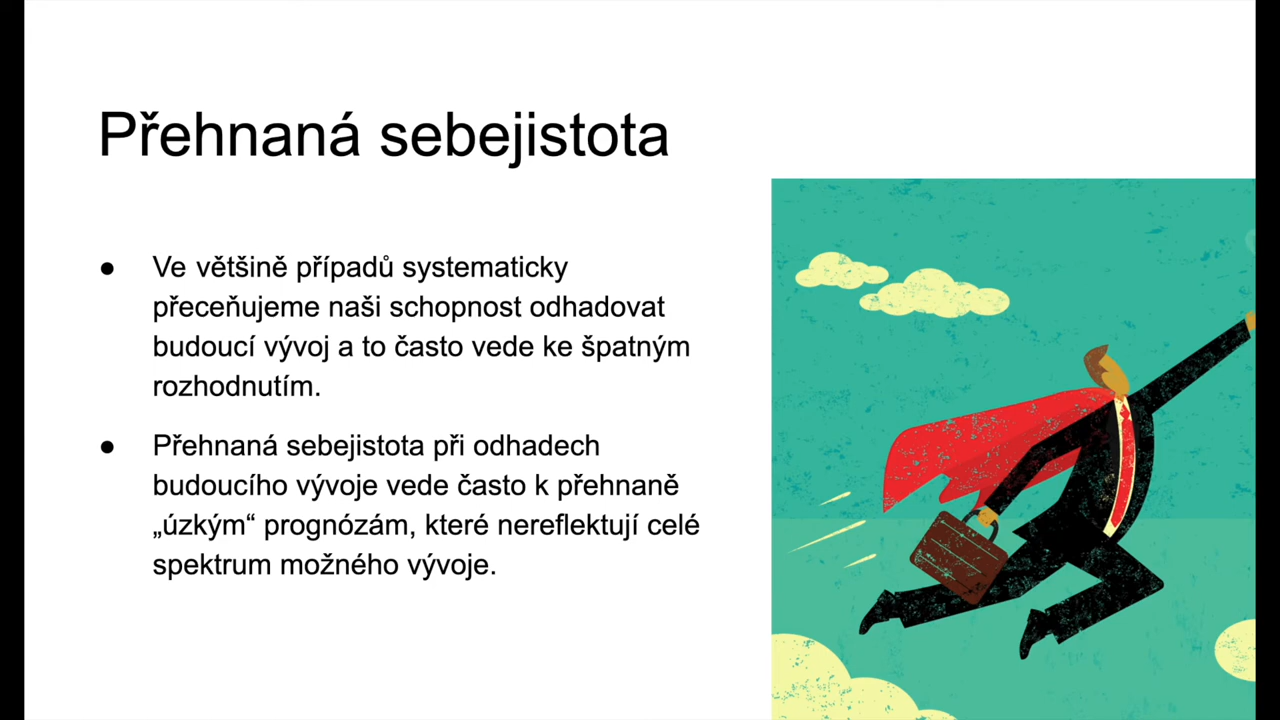 Přehnaná sebejistota
● Ve většině případů systematicky
přeceňujeme naši schopnost odhadovat
budoucí vývoj a to často vede ke špatným
rozhodnutím.
● Přehnaná sebejistota při odhadech
budoucího vývoje vede často k přehnaně
„úzkým“ prognózám, které nereflektují celé
spektrum možného vývoje.